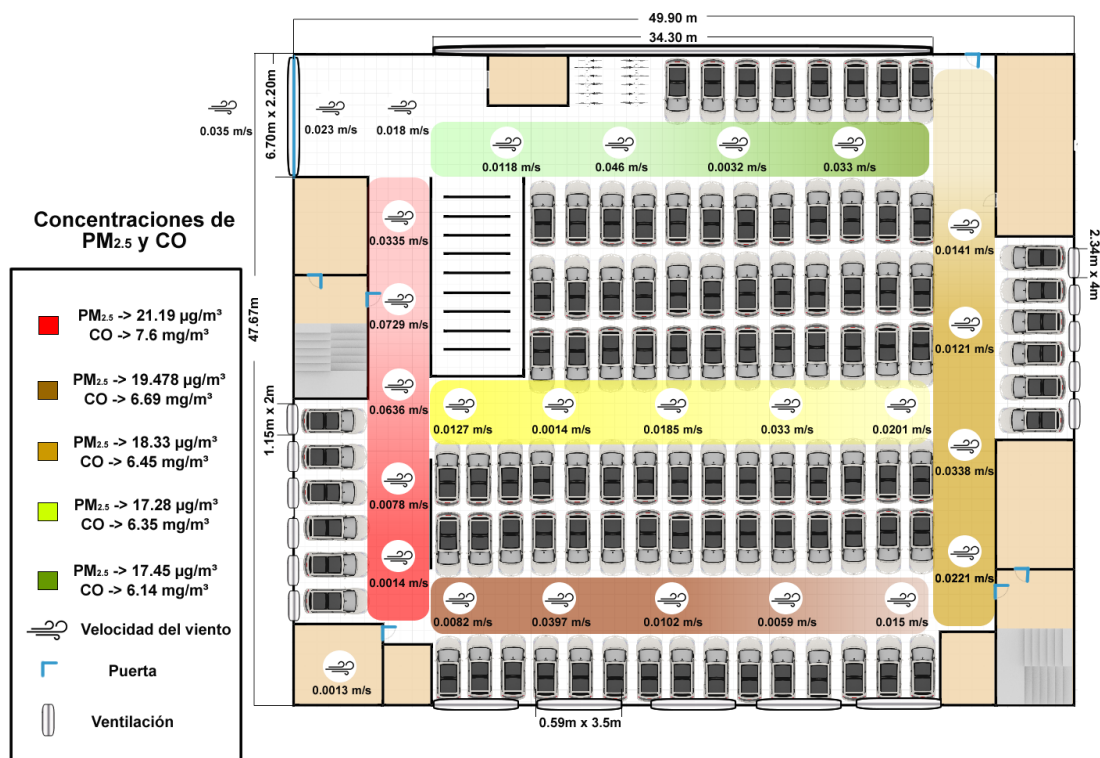 49.90 m
34.30 m
6.70m x 2.20m
0.035 m/s
0.023 m/s
0.018 m/s
0.0118 m/s
0.046 m/s
0.0032 m/s
0.033 m/s
Concentraciones de
PM2.5 y CO
PM2.5 -> 21.19 µg/m³
CO -> 7.6 mg/m³
PM2.5 -> 19.478 µg/m³
CO -> 6.69 mg/m³
PM2.5 -> 18.33 µg/m³
CO -> 6.45 mg/m³
PM2.5 -> 17.28 µg/m³
CO -> 6.35 mg/m³
PM2.5 -> 17.45 µg/m³
CO -> 6.14 mg/m³
Velocidad del viento
Puerta
Ventilación
47.67m
1.15m x 2m
0.0335 m/s
0.0729 m/s
0.0636 m/s
0.0078 m/s
0.0014 m/s
0.0127 m/s
0.0014 m/s
0.0185 m/s
0.033 m/s
0.0201 m/s
0.0141 m/s
0.0121 m/s
0.0338 m/s
0.0221 m/s
2.34m x 4m
0.0082 m/s
0.0397 m/s
0.0102 m/s
0.0059 m/s
0.015 m/s
0.0013 m/s
0.59m x 3.5m